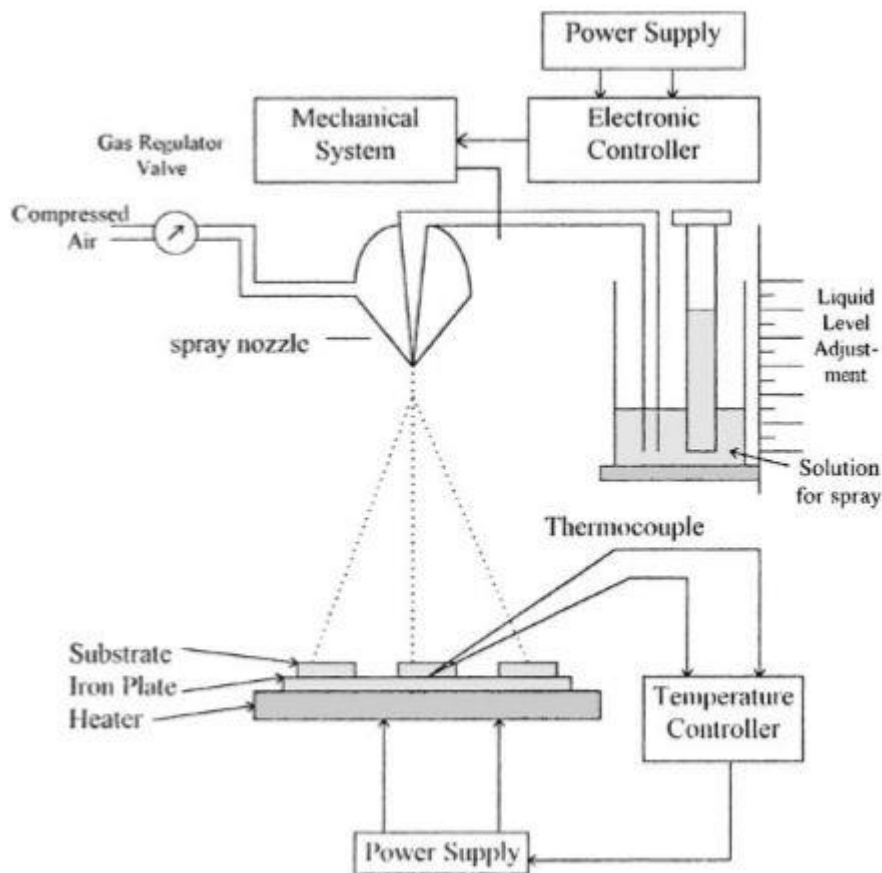 Power Supply
Mechanical
System
Electronic
Controller
Gas Regulator
Valve
Compressed
Air
spray nozzle
Liquid
Level
Adjust-
ment
Solution
for spray
Thermocouple
Substrate
Iron Plate
Heater
Temperature
Controller
Power Supply